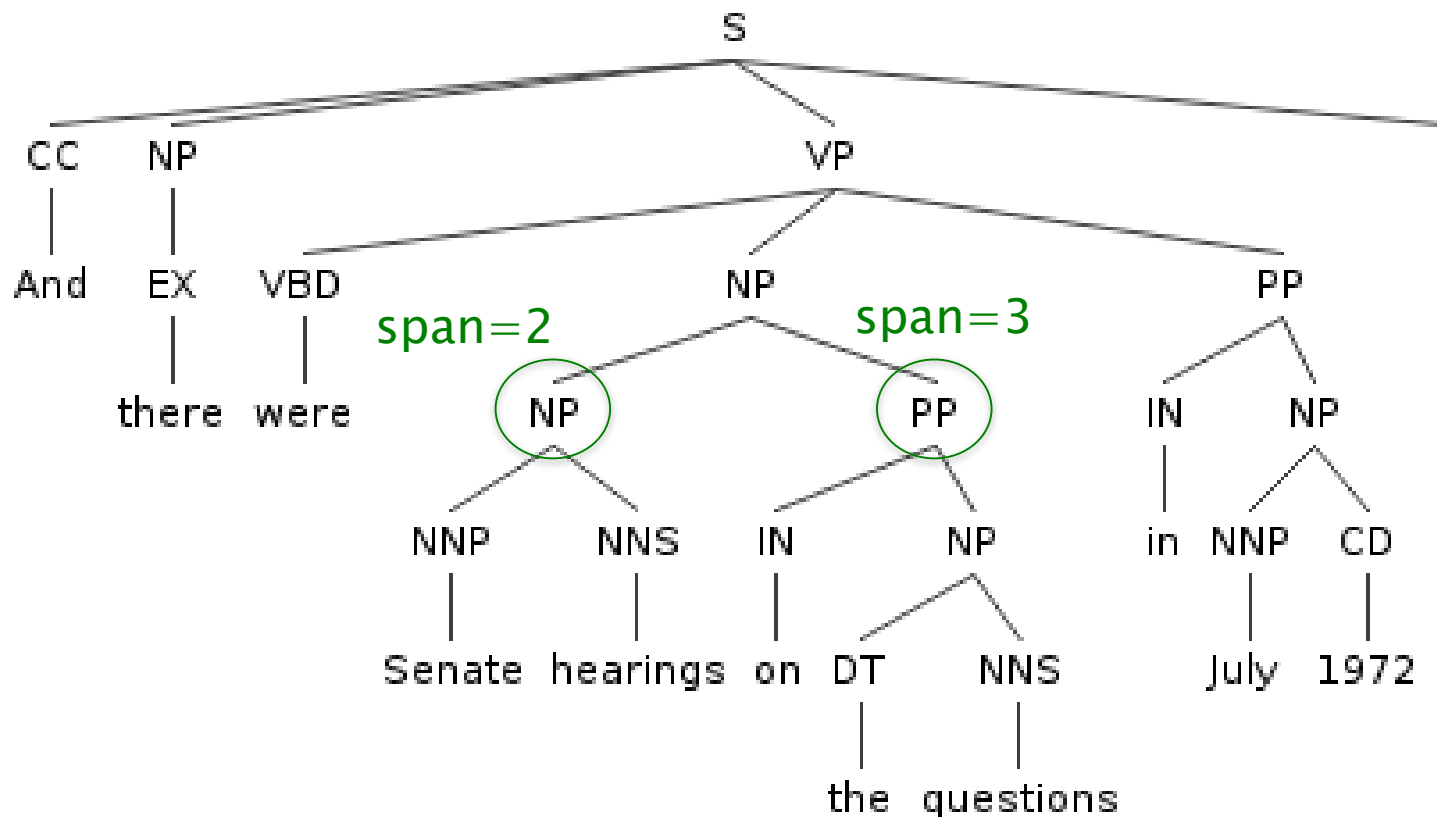 S
CC NP VP
And EX VBD NP PP
span=2 span=3
there were NP PP IN NP
NNP NNS IN NP in NNP CD
Senate hearings on DT NNS July 1972
the questions